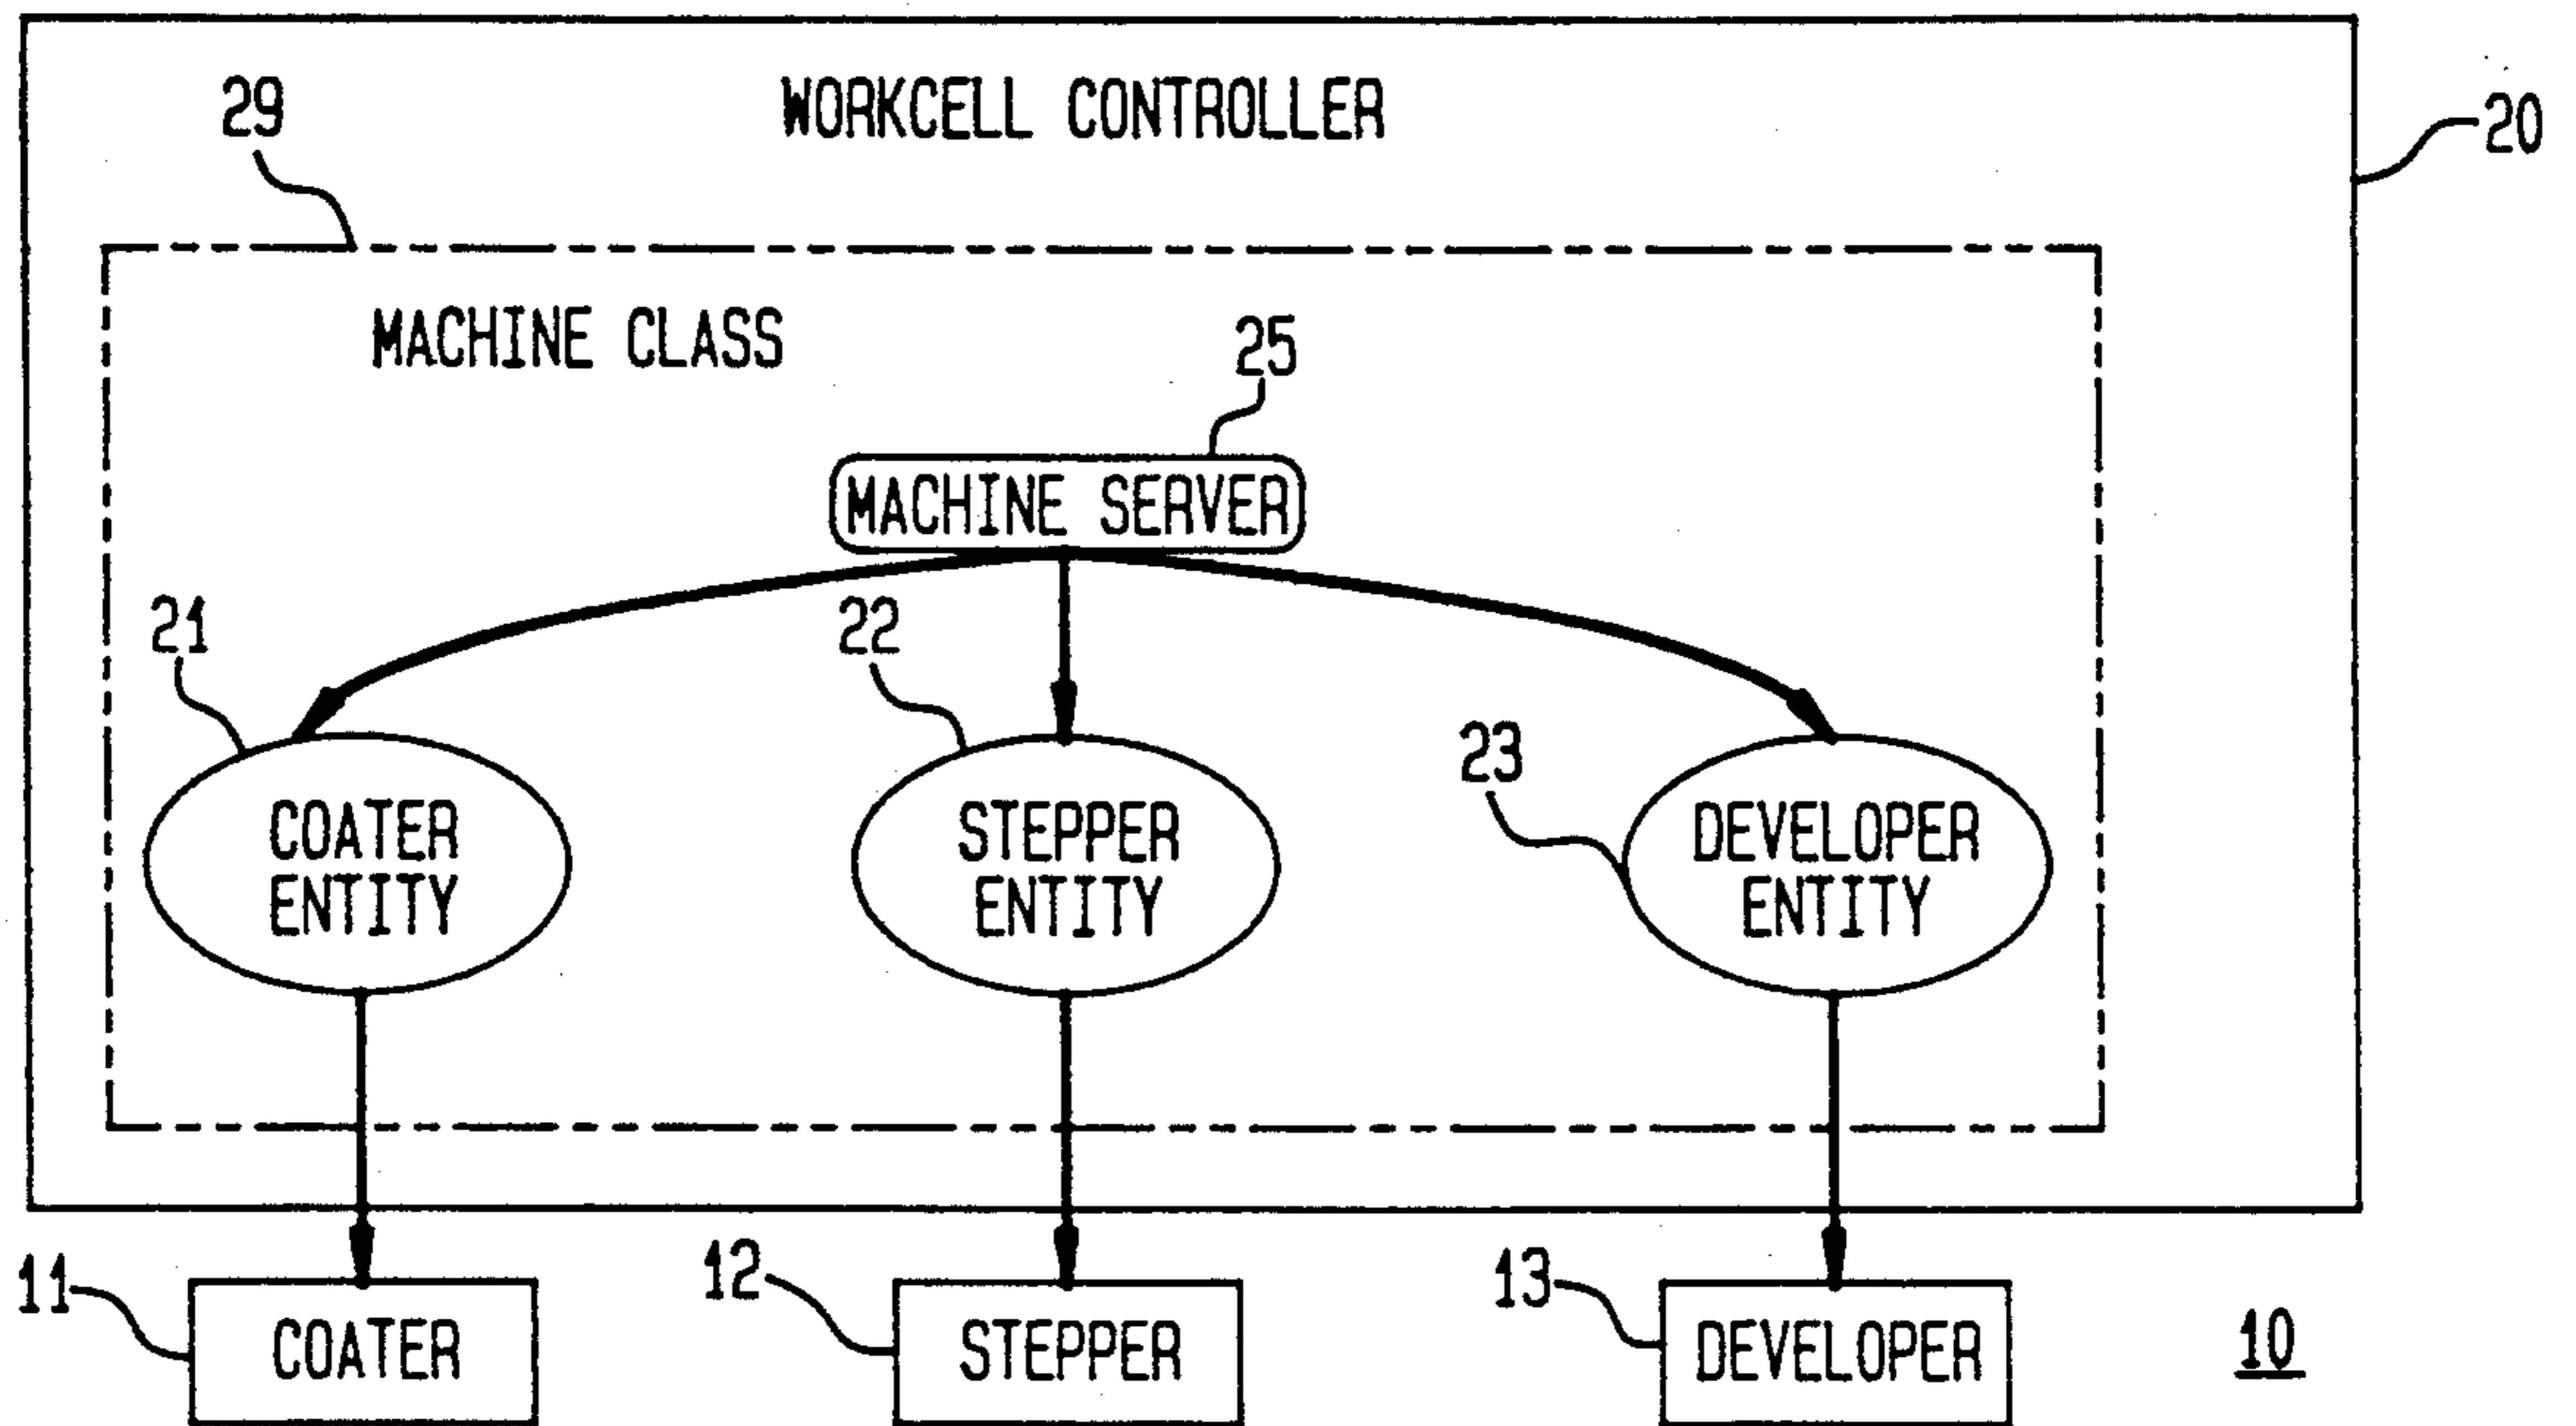 WORKCELL CONTROLLER
20
29
MACHINE CLASS
25
MACHINE SERVER
21
22
23
COATER
ENTITY
STEPPER
ENTITY
DEVELOPER
ENTITY
11
COATER
12
STEPPER
13
DEVELOPER
10